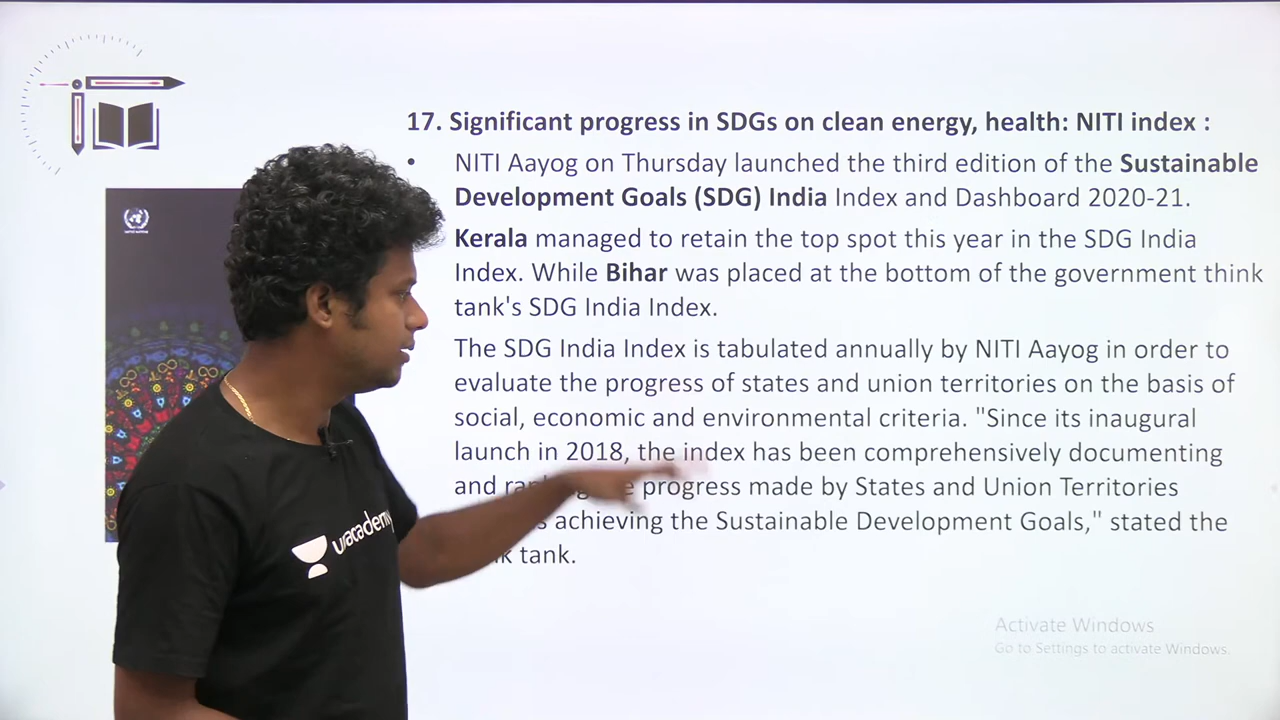 17. Significant progress in SDGs on clean energy, health: NITI index :
• NITI Aayog on Thursday launched the third edition of the Sustainable
Development Goals (SDG) India Index and Dashboard 2020-21.
Kerala managed to retain the top spot this year in the SDG India
Index. While Bihar was placed at the bottom of the government think
tank's SDG India Index.
The SDG India Index is tabulated annually by NITI Aayog in order to
evaluate the progress of states and union territories on the basis of
social, economic and environmental criteria. "Since its inaugural
launch in 2018, the index has been comprehensively documenting
and progress made by States and Union Territories
achieving the Sustainable Development Goals," stated the
tank.
unacademy
Activate Windows
Go to Settings to activate Windows.